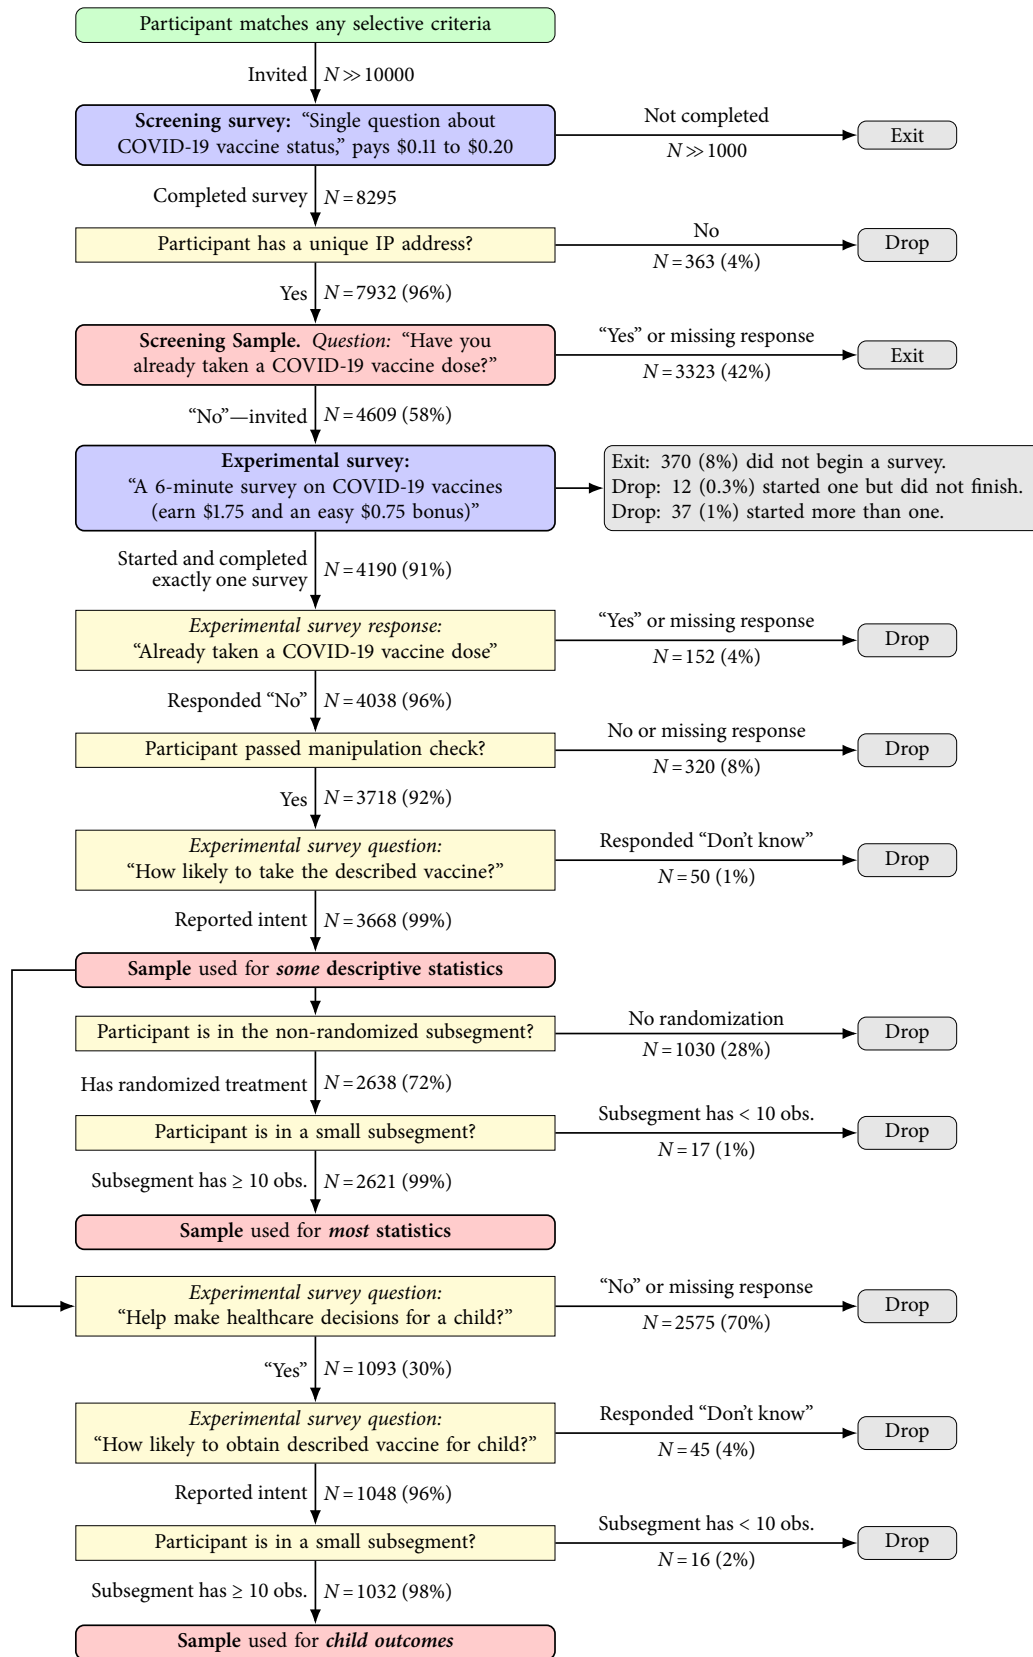 Participant matches any selective criteria
Invited N ≫ 10000
Screening survey: “Single question about
COVID-19 vaccine status,” pays $0.11 to $0.20
Not completed
N ≫ 1000
Exit
Completed survey N = 8295
Participant has a unique IP address?
No
N = 363 (4%)
Drop
Yes N = 7932 (96%)
Screening Sample. Question: “Have you
already taken a COVID-19 vaccine dose?”
“Yes” or missing response
N = 3323 (42%)
Exit
“No”—invited N = 4609 (58%)
Experimental survey:
“A 6-minute survey on COVID-19 vaccines
(earn $1.75 and an easy $0.75 bonus)”
Exit: 370 (8%) did not begin a survey.
Drop: 12 (0.3%) started one but did not finish.
Drop: 37 (1%) started more than one.
Started and completed
exactly one survey
N = 4190 (91%)
Experimental survey response:
“Already taken a COVID-19 vaccine dose”
“Yes” or missing response
N = 152 (4%)
Drop
Responded “No” N = 4038 (96%)
Participant passed manipulation check?
No or missing response
N = 320 (8%)
Drop
Yes N = 3718 (92%)
Experimental survey question:
“How likely to take the described vaccine?”
Responded “Don’t know”
N = 50 (1%)
Drop
Reported intent N = 3668 (99%)
Sample used for some descriptive statistics
Participant is in the non-randomized subsegment?
No randomization
N = 1030 (28%)
Drop
Has randomized treatment N = 2638 (72%)
Participant is in a small subsegment?
Subsegment has < 10 obs.
N = 17 (1%)
Drop
Subsegment has ≥ 10 obs. N = 2621 (99%)
Sample used for most statistics
Experimental survey question:
“Help make healthcare decisions for a child?”
“No” or missing response
N = 2575 (70%)
Drop
“Yes” N = 1093 (30%)
Experimental survey question:
“How likely to obtain described vaccine for child?”
Responded “Don’t know”
N = 45 (4%)
Drop
Reported intent N = 1048 (96%)
Participant is in a small subsegment?
Subsegment has < 10 obs.
N = 16 (2%)
Drop
Subsegment has ≥ 10 obs. N = 1032 (98%)
Sample used for child outcomes